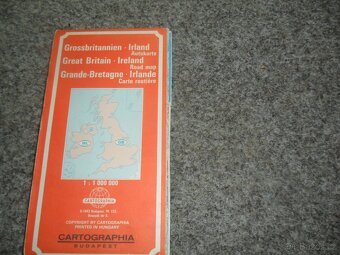 Grossbritannien · Irland
Autokarte
Great Britain · Ireland
Road map
Grande-Bretagne · Irlande
Carte routière
1 : 1 000 000
CARTOGRAPHIA
COPYRIGHT BY CARTOGRAPHIA
PRINTED IN HUNGARY
CARTOGRAPHIA
BUDAPEST